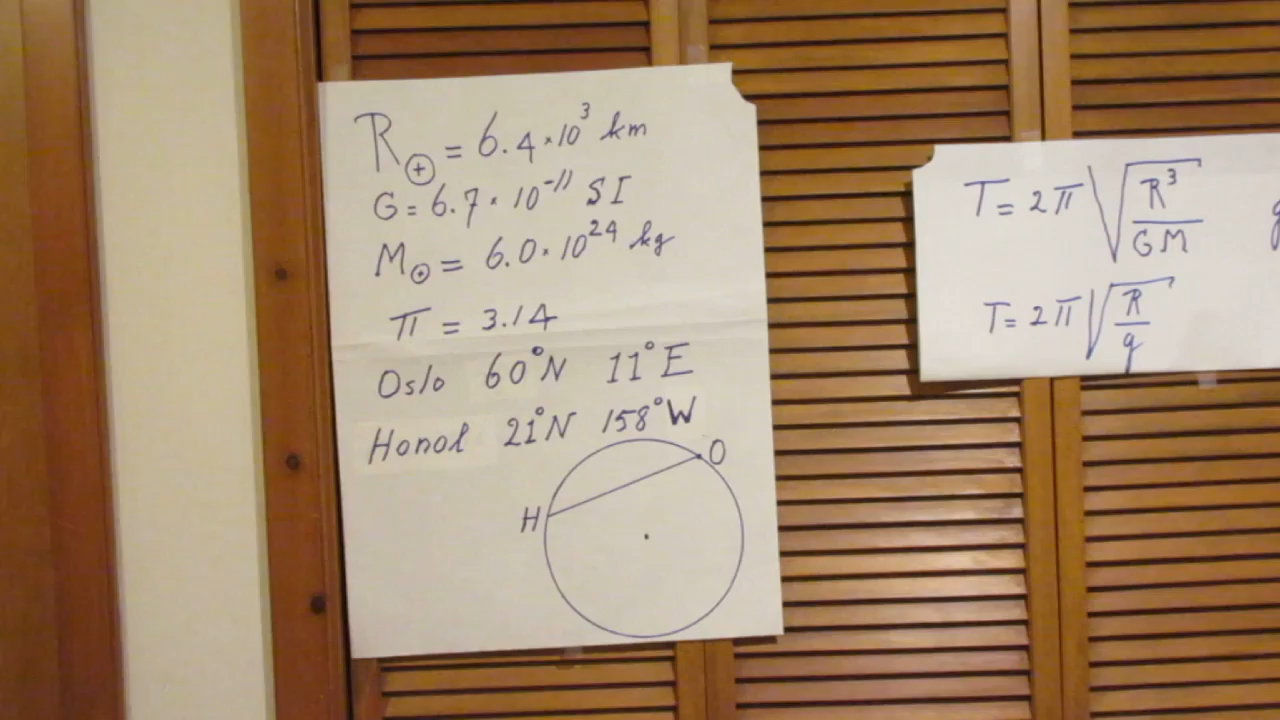 R⊕ = 6.4 · 10³ km
G = 6.7 · 10⁻¹¹ SI
M⊕ = 6.0 · 10²⁴ kg
π = 3.14
Oslo 60°N 11°E
Honol 21°N 158°W
O
H
T = 2π √(R³/GM)
T = 2π √(R/g)